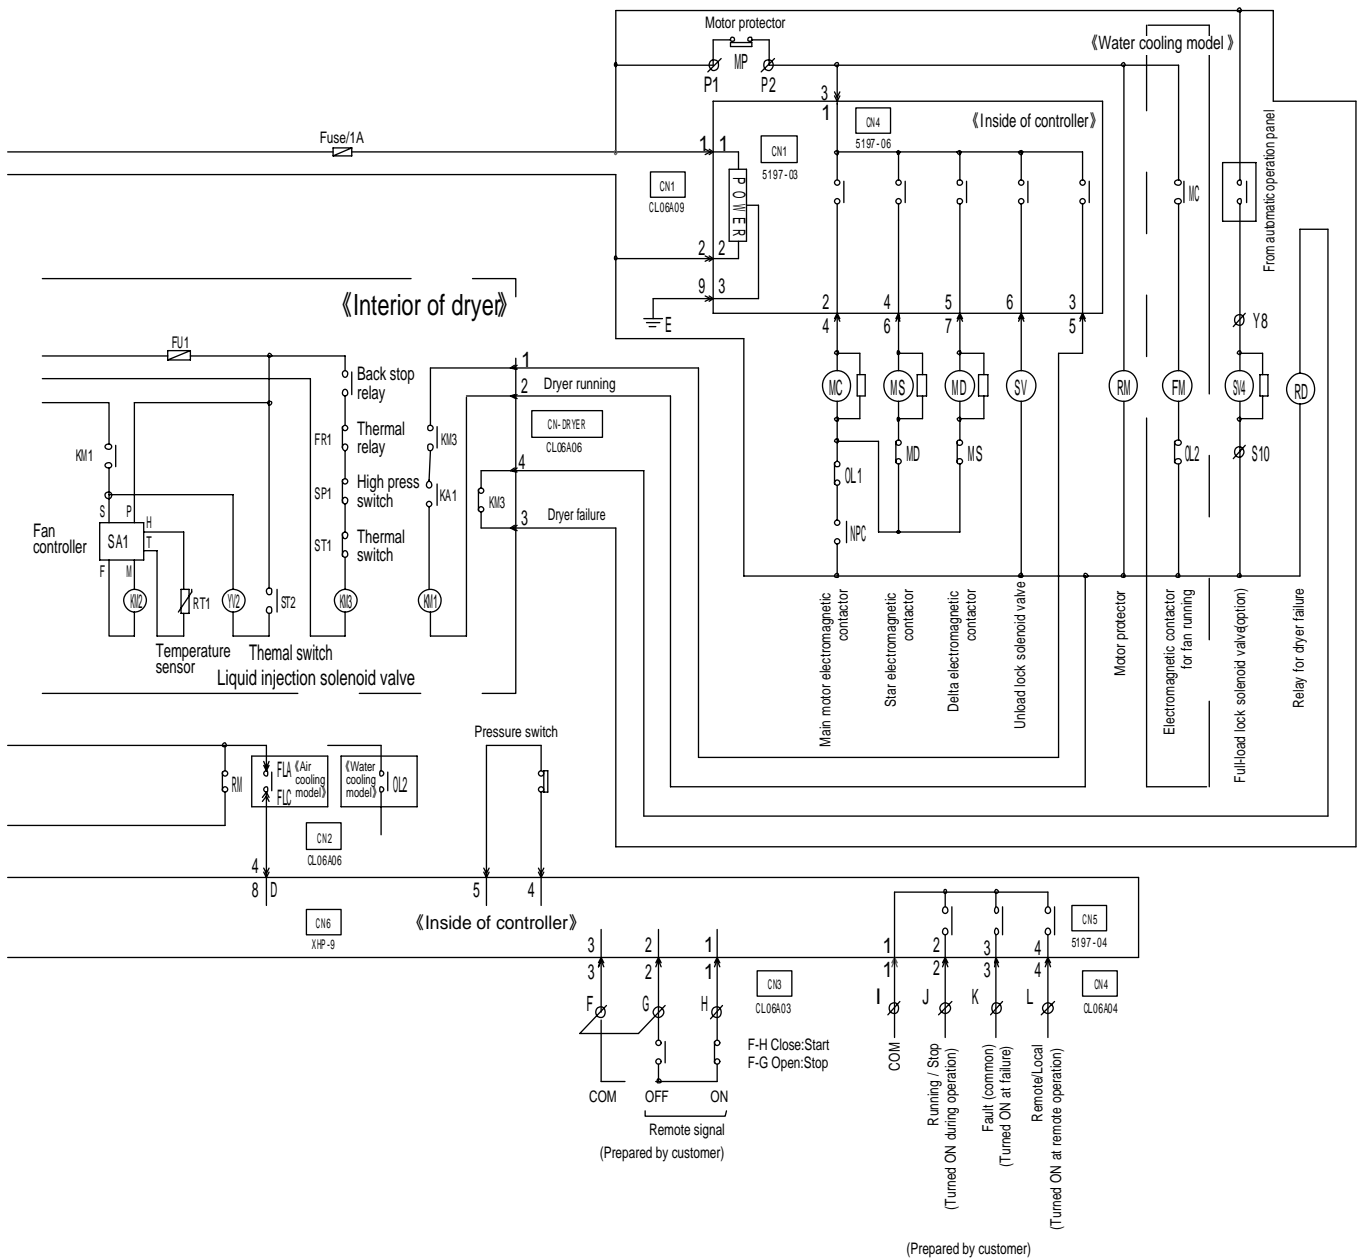 Motor protector
MP
P1
P2
《Water cooling model 》
3
1
CN4
5197-06
《Inside of controller》
Fuse/1A
1
1
CN1
5197-03
CN1
CL06A09
POWER
MC
From automatic operation panel
2
2
9
3
E
2
4
4
6
5
7
6
3
5
Y8
《Interior of dryer》
FU1
1
2
Dryer running
Back stop
relay
MC
MS
MD
SV
RM
FM
SV4
RD
CN-DRYER
CL06A06
FR1
Thermal
relay
KM3
KM1
MD
MS
OL2
S10
4
OL1
SP1
High press
switch
KA1
KM3
S
P
H
T
Fan
controller
SA1
3
Dryer failure
ST1
Thermal
switch
NPC
F
M
KM2
RT1
YV2
ST2
KM3
KM1
Temperature
sensor
Themal switch
Liquid injection solenoid valve
Main motor electromagnetic
contactor
Star electromagnetic
contactor
Delta electromagnetic
contactor
Unload lock solenoid valve
Motor protector
Electromagnetic contactor
for fan running
Full-load lock solenoid valve(option)
Relay for dryer failure
Pressure switch
RM
FLA
FLC
《Air
cooling
model》
《Water
cooling
model》
OL2
CN2
CL06A06
4
8
D
5
4
CN6
XHP-9
《Inside of controller》
CN5
5197-04
3
2
1
1
2
3
4
3
2
1
1
2
3
4
CN3
CL06A03
CN4
CL06A04
F
G
H
I
J
K
L
F-H Close:Start
F-G Open:Stop
COM
OFF
ON
Remote signal
(Prepared by customer)
COM
Running / Stop
(Turned ON during operation)
Fault (common)
(Turned ON at failure)
Remote/Local
(Turned ON at remote operation)
(Prepared by customer)